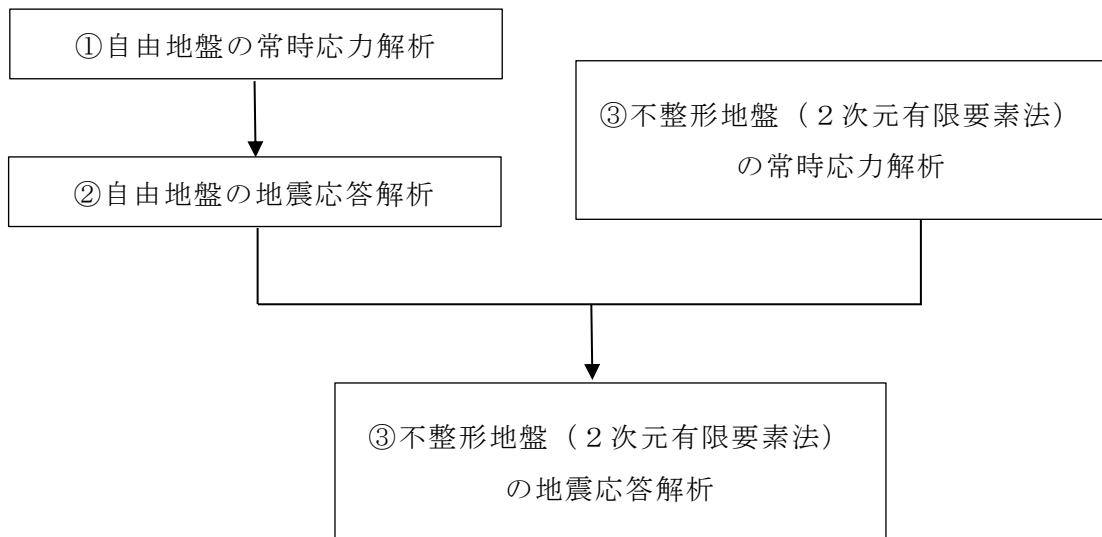 ①自由地盤の常時応力解析
②自由地盤の地震応答解析
③不整形地盤（２次元有限要素法）
の常時応力解析
③不整形地盤（２次元有限要素法）
の地震応答解析